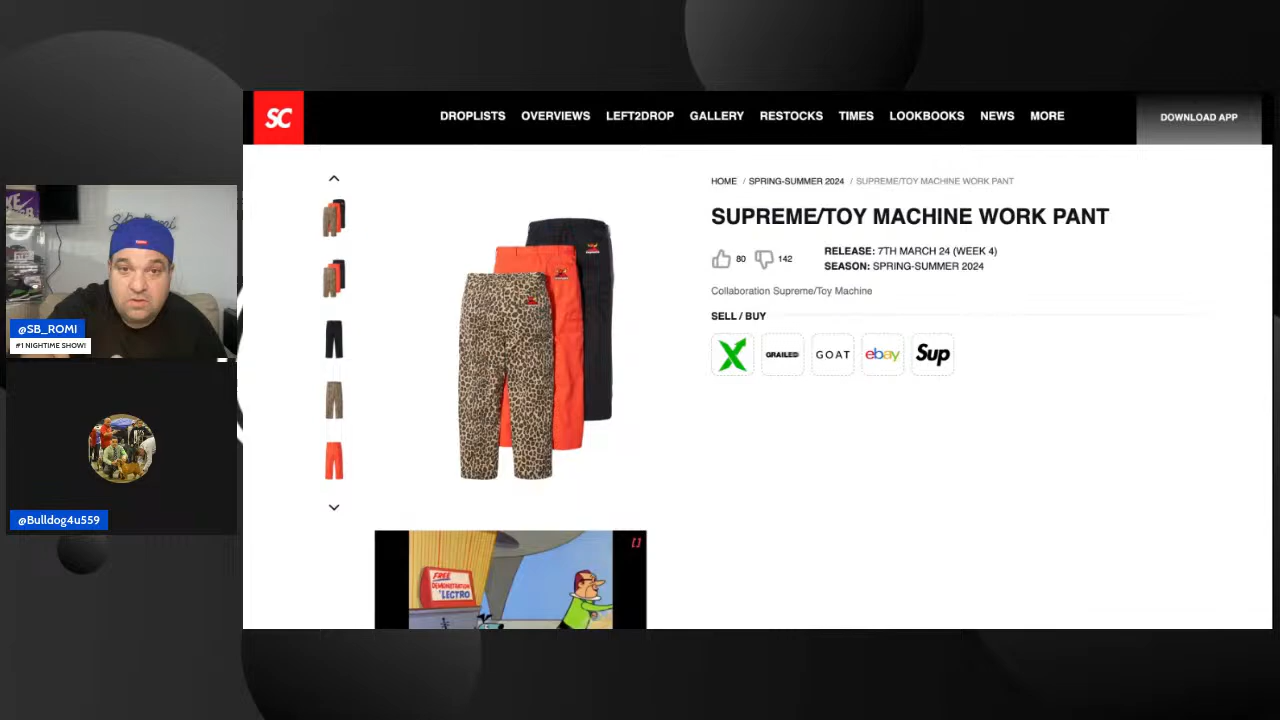 SC
DROPLISTS OVERVIEWS LEFT2DROP GALLERY RESTOCKS TIMES LOOKBOOKS NEWS MORE
DOWNLOAD APP
HOME / SPRING-SUMMER 2024 / SUPREME/TOY MACHINE WORK PANT
SUPREME/TOY MACHINE WORK PANT
80 142
RELEASE: 7TH MARCH 24 (WEEK 4)
SEASON: SPRING-SUMMER 2024
Collaboration Supreme/Toy Machine
SELL / BUY
GRAILED GOAT ebay Sup
@SB_ROMI
#1 NIGHTIME SHOW!
@Bulldog4u559
FREE
DEMONSTRATION
'LECTRO